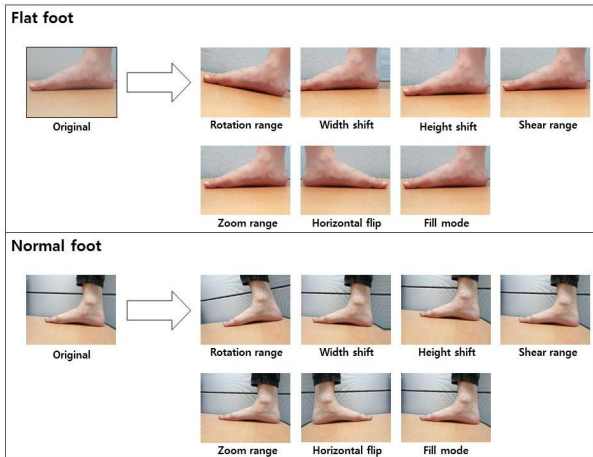 Flat foot
Original
Rotation range
Width shift
Height shift
Shear range
Zoom range
Horizontal flip
Fill mode
Normal foot
Original
Rotation range
Width shift
Height shift
Shear range
Zoom range
Horizontal flip
Fill mode